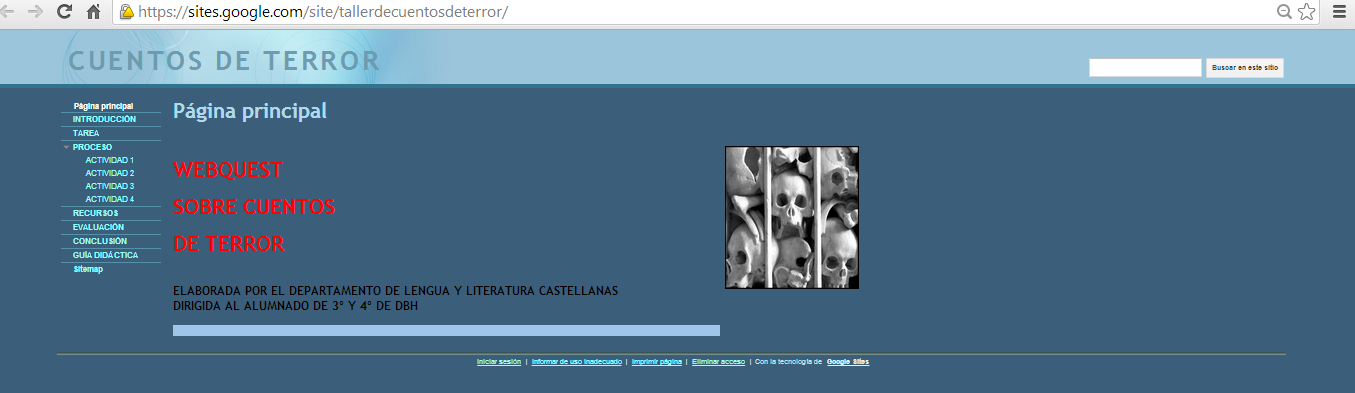 https://sites.google.com/site/tallerdecuentosdeterror/
CUENTOS DE TERROR
Buscar en este sitio
Página principal
INTRODUCCIÓN
TAREA
PROCESO
ACTIVIDAD 1
ACTIVIDAD 2
ACTIVIDAD 3
ACTIVIDAD 4
RECURSOS
EVALUACIÓN
CONCLUSIÓN
GUÍA DIDÁCTICA
Sitemap
Página principal
WEBQUEST
SOBRE CUENTOS
DE TERROR
ELABORADA POR EL DEPARTAMENTO DE LENGUA Y LITERATURA CASTELLANAS
DIRIGIDA AL ALUMNADO DE 3º Y 4º DE DBH
Iniciar sesión | Informar de uso inadecuado | Imprimir página | Eliminar acceso | Con la tecnología de Google Sites